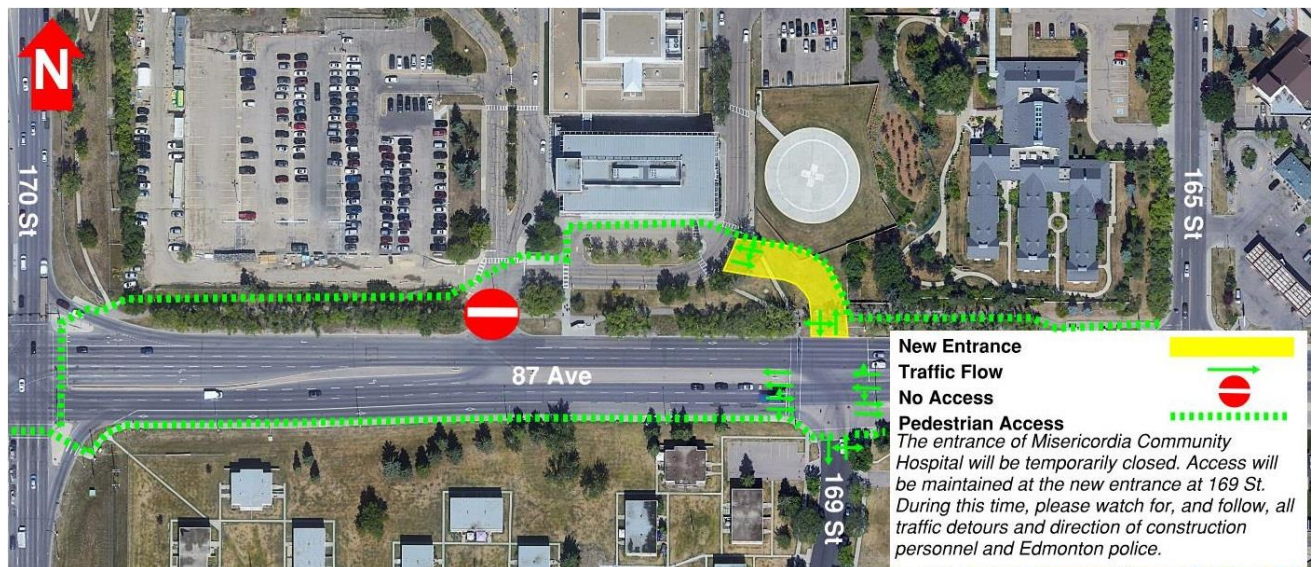 N
170 St
165 St
87 Ave
169 St
New Entrance
Traffic Flow
No Access
Pedestrian Access
The entrance of Misericordia Community
Hospital will be temporarily closed. Access will
be maintained at the new entrance at 169 St.
During this time, please watch for, and follow, all
traffic detours and direction of construction
personnel and Edmonton police.